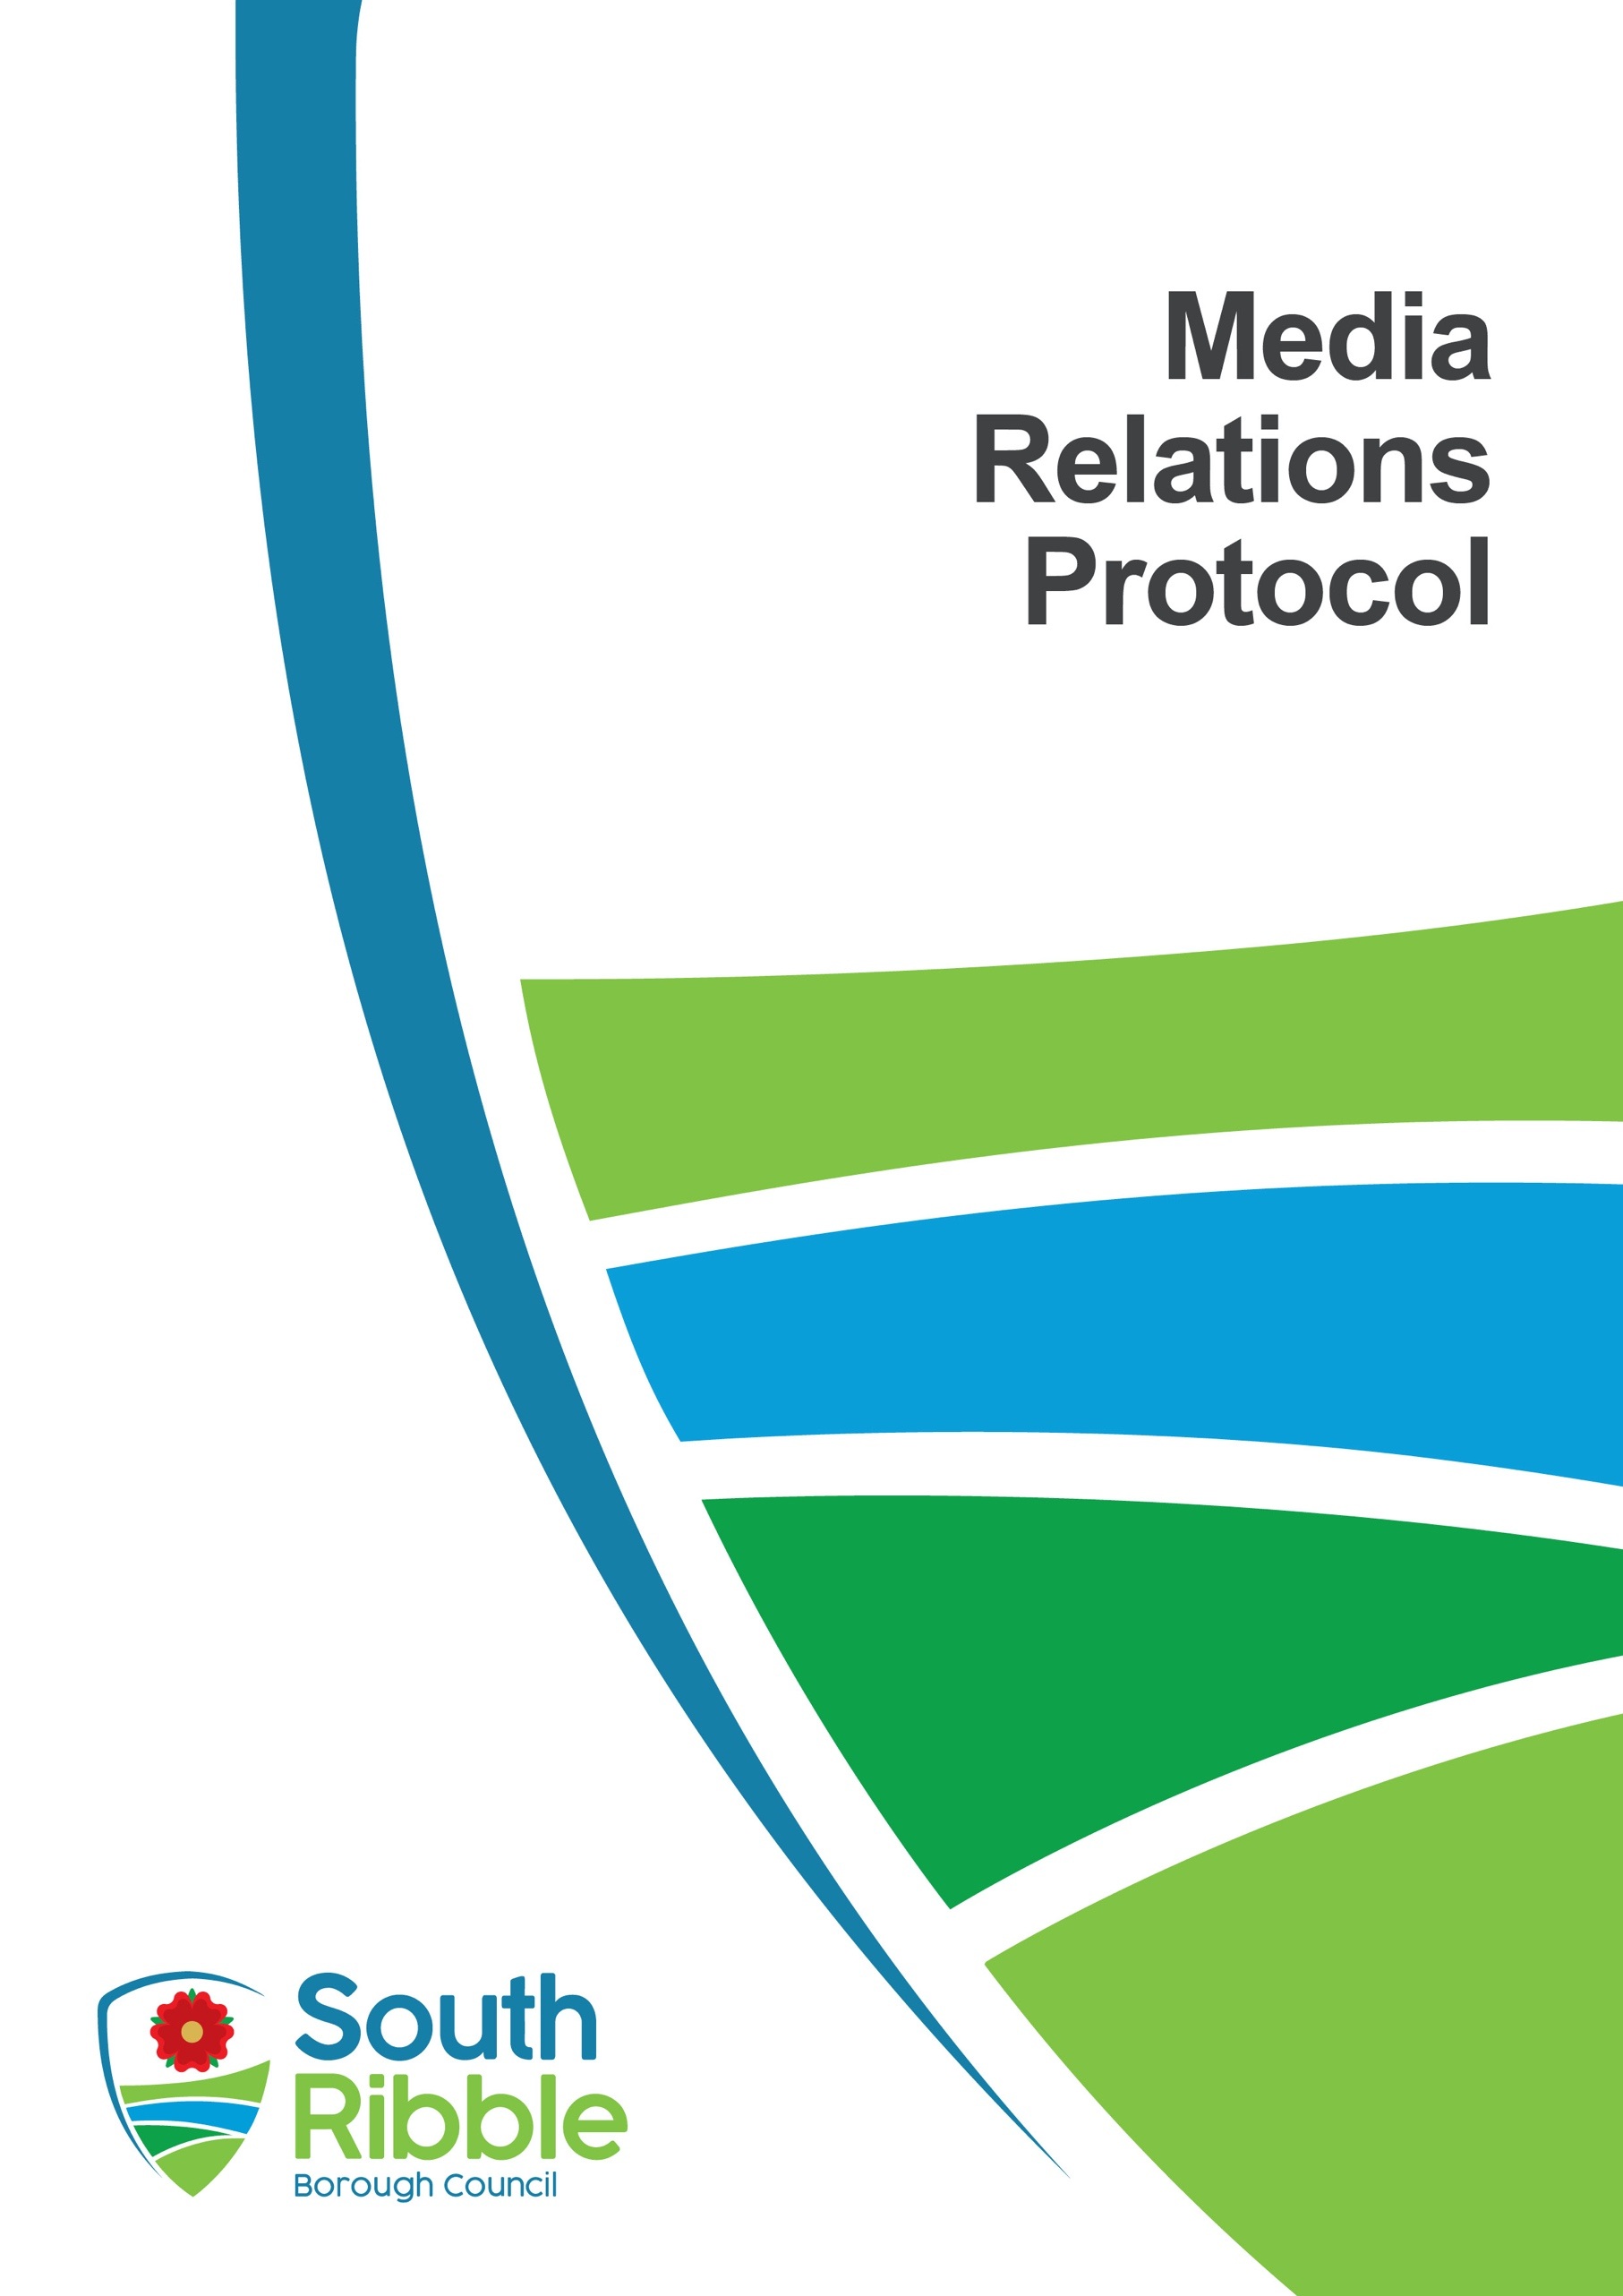 Media
Relations
Protocol
South
Ribble
Borough Council